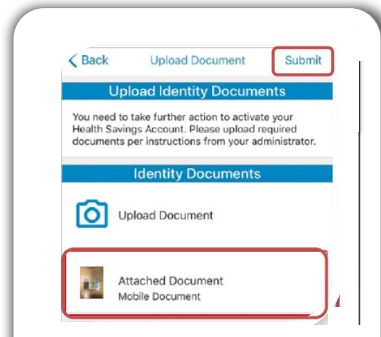 Back Upload Document Submit
Upload Identity Documents
You need to take further action to activate your
Health Savings Account. Please upload required
documents per instructions from your administrator.
Identity Documents
Upload Document
Attached Document
Mobile Document